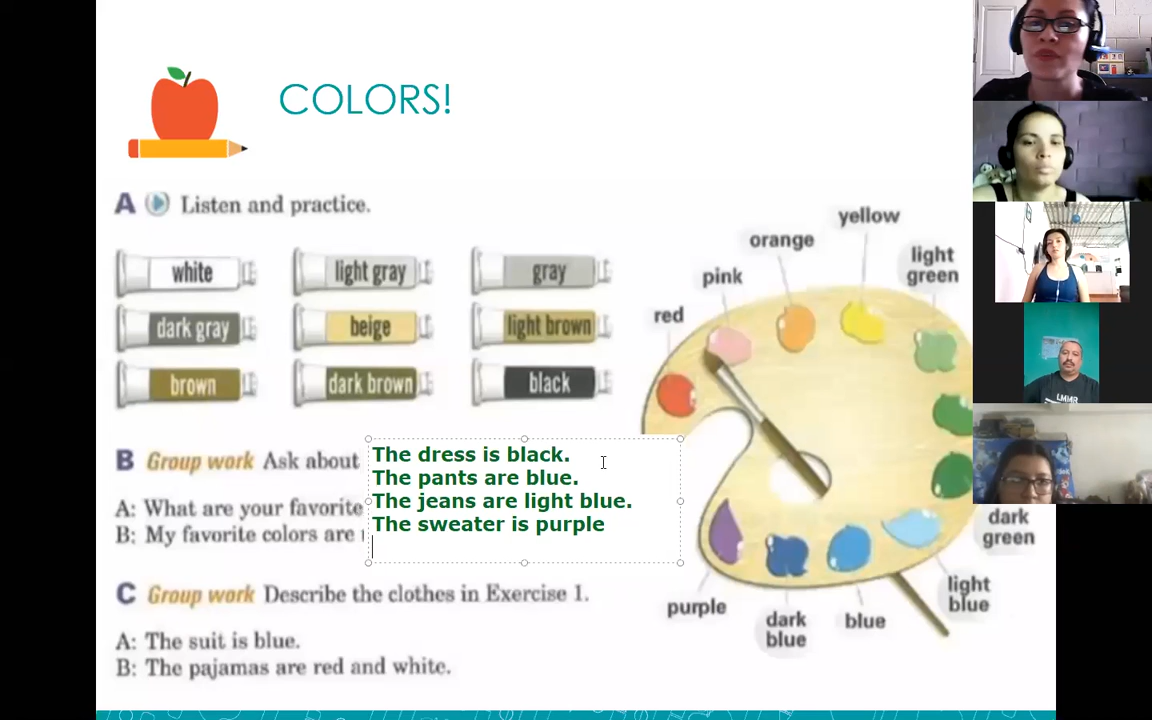 COLORS!
A Listen and practice.
white
light gray
gray
dark gray
beige
light brown
brown
dark brown
black
yellow
orange
pink
red
light
green
dark
green
light
blue
blue
dark
blue
purple
B Group work Ask about
A: What are your favorite
B: My favorite colors are
The dress is black.
The pants are blue.
The jeans are light blue.
The sweater is purple
C Group work Describe the clothes in Exercise 1.
A: The suit is blue.
B: The pajamas are red and white.
LMMR